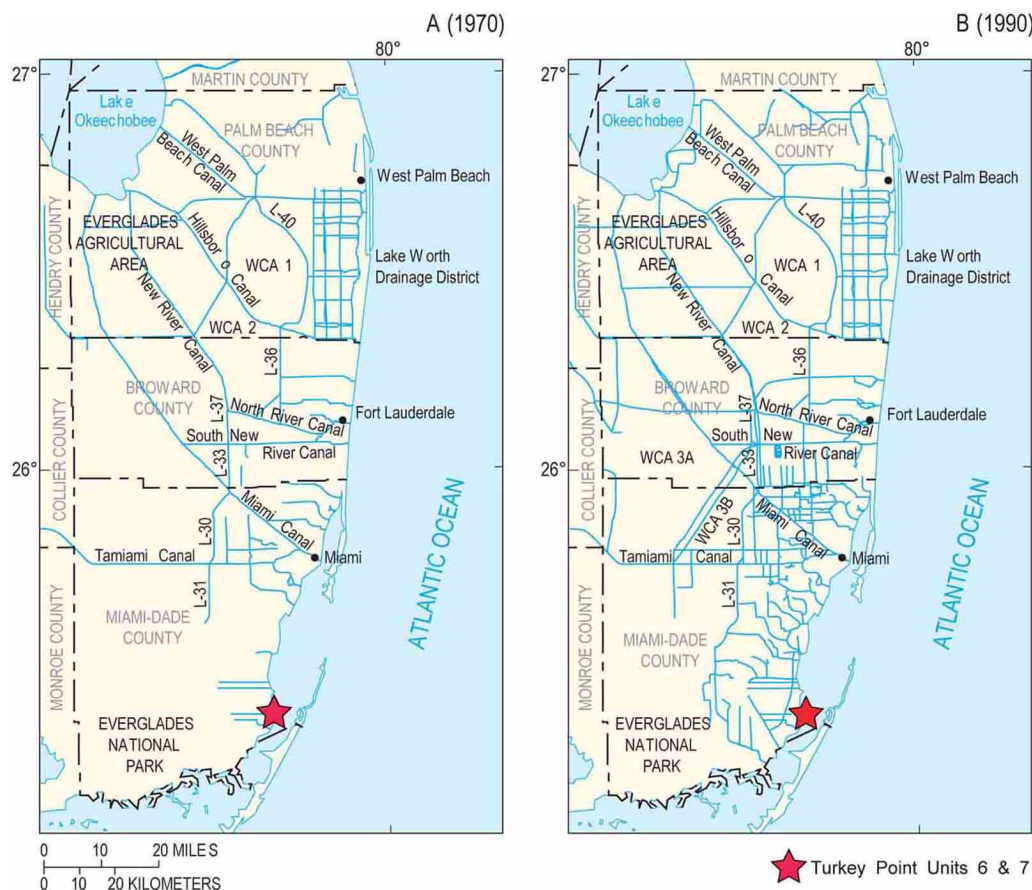 A (1970)
80°
27°
MARTIN COUNTY
Lake
Okeechobee
PALM BEACH
COUNTY
West Palm
Beach Canal
West Palm Beach
HENDRY COUNTY
EVERGLADES
AGRICULTURAL
AREA
Hillsbor o Canal
L-40
WCA 1
Lake W orth
Drainage District
New River Canal
WCA 2
L-36
BROWARD
COUNTY
L-37
North River Canal
Fort Lauderdale
South New
River Canal
L-33
26°
COLLIER COUNTY
Miami Canal
L-30
Tamiami Canal
Miami
L-31
ATLANTIC OCEAN
MIAMI-DADE
COUNTY
MONROE COUNTY
EVERGLADES
NATIONAL
PARK
0 10 20 MILES
0 10 20 KILOMETERS
B (1990)
80°
27°
MARTIN COUNTY
Lake
Okeechobee
PALM BEACH
COUNTY
West Palm
Beach Canal
West Palm Beach
HENDRY COUNTY
EVERGLADES
AGRICULTURAL
AREA
Hillsbor o Canal
L-40
WCA 1
Lake W orth
Drainage District
New River Canal
WCA 2
L-36
BROWARD
COUNTY
L-37
North River Canal
Fort Lauderdale
South New
River Canal
L-33
WCA 3A
26°
COLLIER COUNTY
WCA 3B
Miami Canal
L-30
Tamiami Canal
Miami
L-31
ATLANTIC OCEAN
MIAMI-DADE
COUNTY
MONROE COUNTY
EVERGLADES
NATIONAL
PARK
Turkey Point Units 6 & 7